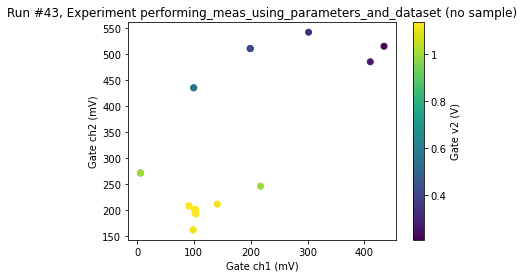 Run #43, Experiment performing_meas_using_parameters_and_dataset (no sample)
550
500
450
400
350
300
250
200
150
Gate ch2 (mV)
0 100 200 300 400
Gate ch1 (mV)
1
0.8
0.6
0.4
Gate v2 (V)